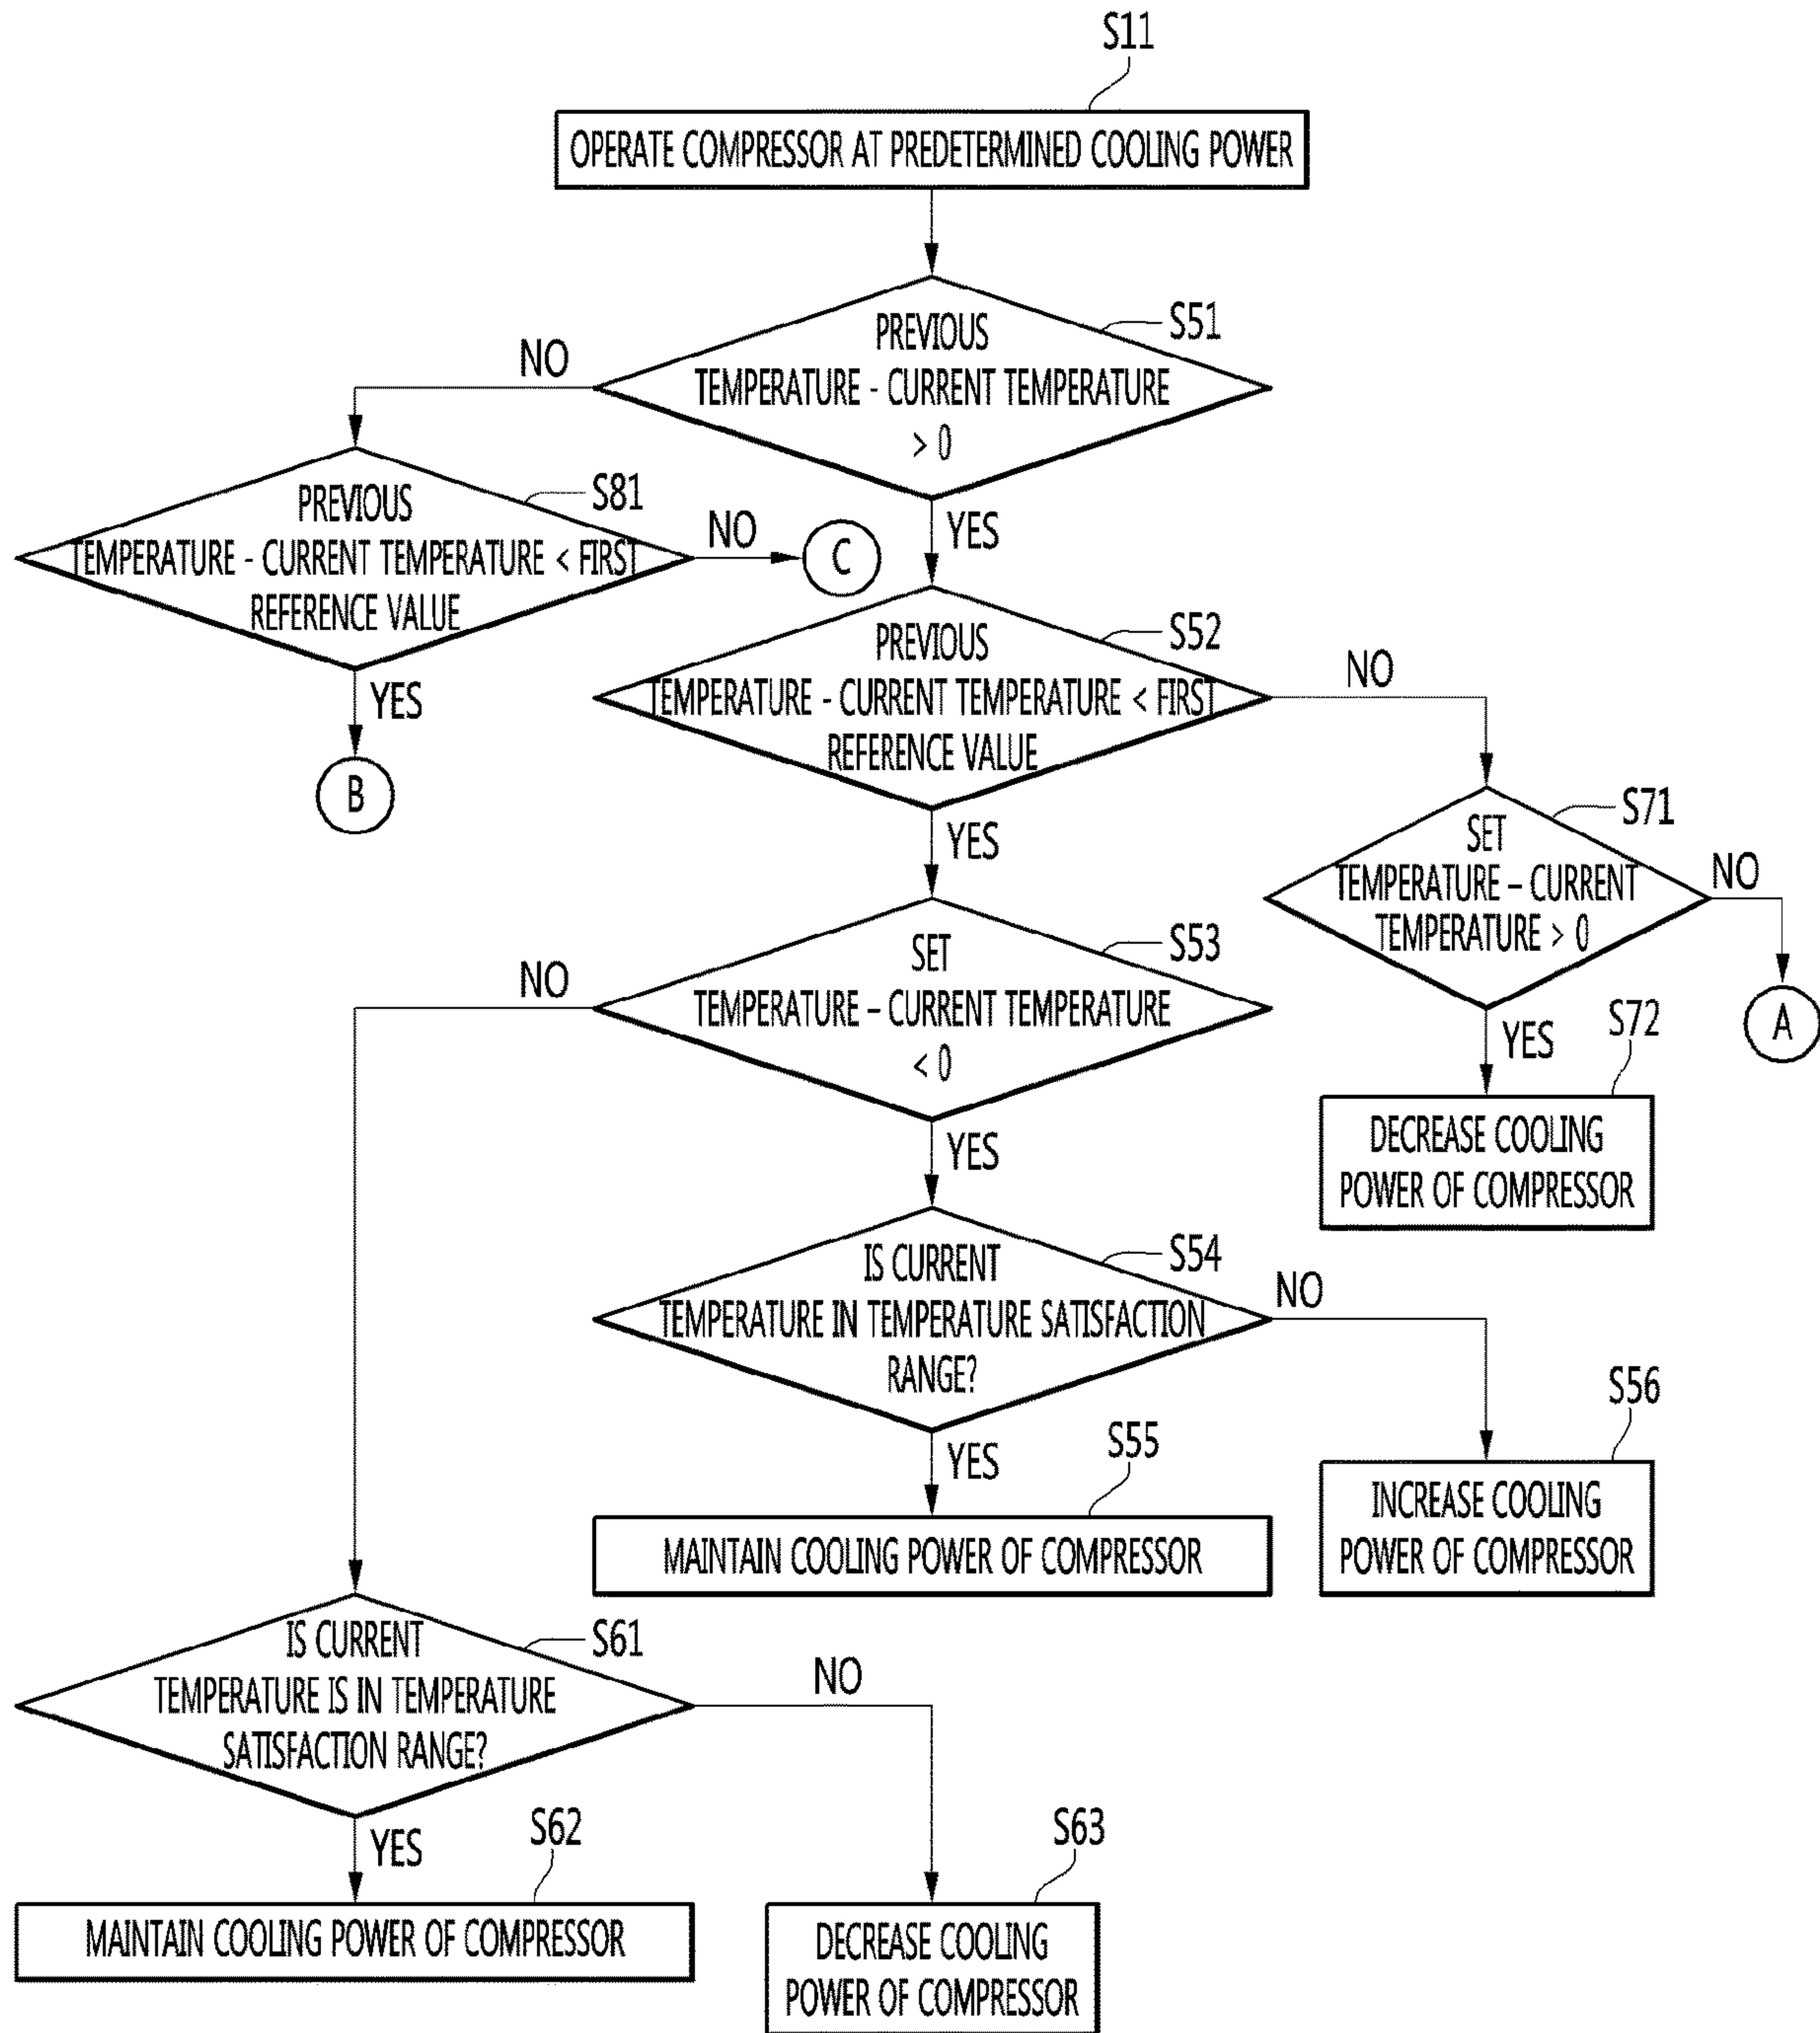 S11
OPERATE COMPRESSOR AT PREDETERMINED COOLING POWER
S51
PREVIOUS
TEMPERATURE - CURRENT TEMPERATURE
> 0
NO
YES
S81
PREVIOUS
TEMPERATURE - CURRENT TEMPERATURE < FIRST
REFERENCE VALUE
NO
C
YES
B
S52
PREVIOUS
TEMPERATURE - CURRENT TEMPERATURE < FIRST
REFERENCE VALUE
NO
YES
S71
SET
TEMPERATURE – CURRENT
TEMPERATURE > 0
NO
A
YES
S72
DECREASE COOLING
POWER OF COMPRESSOR
S53
SET
TEMPERATURE – CURRENT TEMPERATURE
< 0
NO
YES
S54
IS CURRENT
TEMPERATURE IN TEMPERATURE SATISFACTION
RANGE?
NO
YES
S55
MAINTAIN COOLING POWER OF COMPRESSOR
S56
INCREASE COOLING
POWER OF COMPRESSOR
S61
IS CURRENT
TEMPERATURE IS IN TEMPERATURE
SATISFACTION RANGE?
NO
YES
S62
MAINTAIN COOLING POWER OF COMPRESSOR
S63
DECREASE COOLING
POWER OF COMPRESSOR